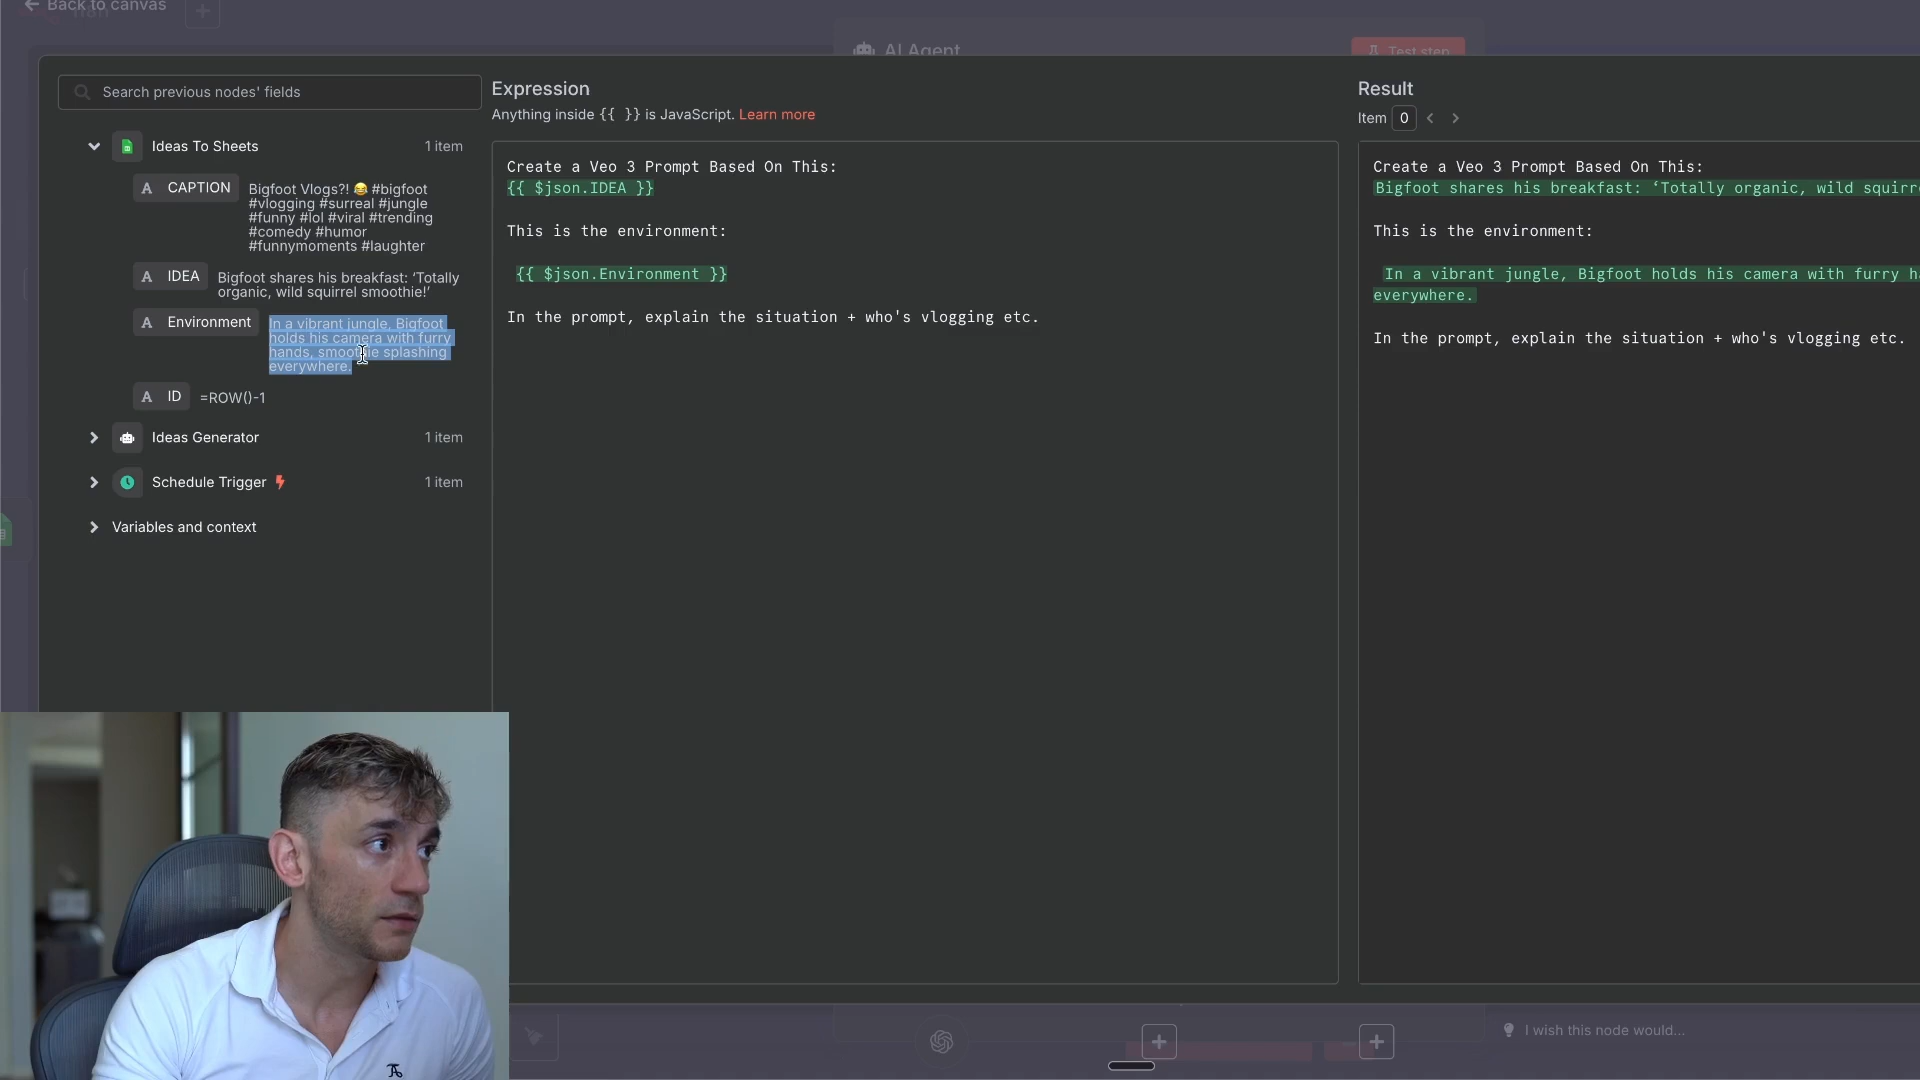 Back to canvas
AI Agent
Test step
Search previous nodes' fields
Ideas To Sheets
1 item
A CAPTION
Bigfoot Vlogs?! 😂 #bigfoot
#vlogging #surreal #jungle
#funny #lol #viral #trending
#comedy #humor
#funnymoments #laughter
A IDEA
Bigfoot shares his breakfast: ‘Totally
organic, wild squirrel smoothie!’
A Environment
In a vibrant jungle, Bigfoot
holds his camera with furry
hands, smoothie splashing
everywhere.
A ID
=ROW()-1
Ideas Generator
1 item
Schedule Trigger
1 item
Variables and context
Expression
Anything inside {{ }} is JavaScript. Learn more
Create a Veo 3 Prompt Based On This:
{{ $json.IDEA }}
This is the environment:
{{ $json.Environment }}
In the prompt, explain the situation + who's vlogging etc.
Result
Item 0
Create a Veo 3 Prompt Based On This:
Bigfoot shares his breakfast: ‘Totally organic, wild squirr
This is the environment:
In a vibrant jungle, Bigfoot holds his camera with furry h
everywhere.
In the prompt, explain the situation + who's vlogging etc.
I wish this node would...